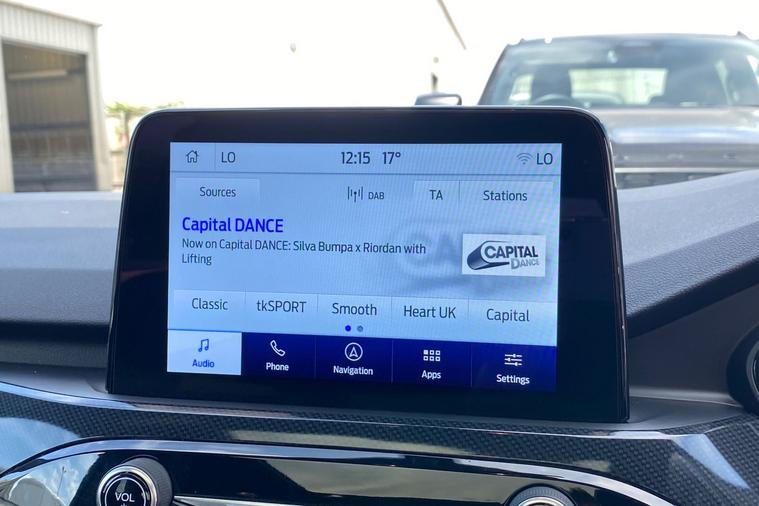 LO 12:15 17° LO
Sources DAB TA Stations
Capital DANCE
Now on Capital DANCE: Silva Bumpa x Riordan with
Lifting
CAPITAL
DANCE
Classic tkSPORT Smooth Heart UK Capital
Audio Phone Navigation Apps Settings
VOL